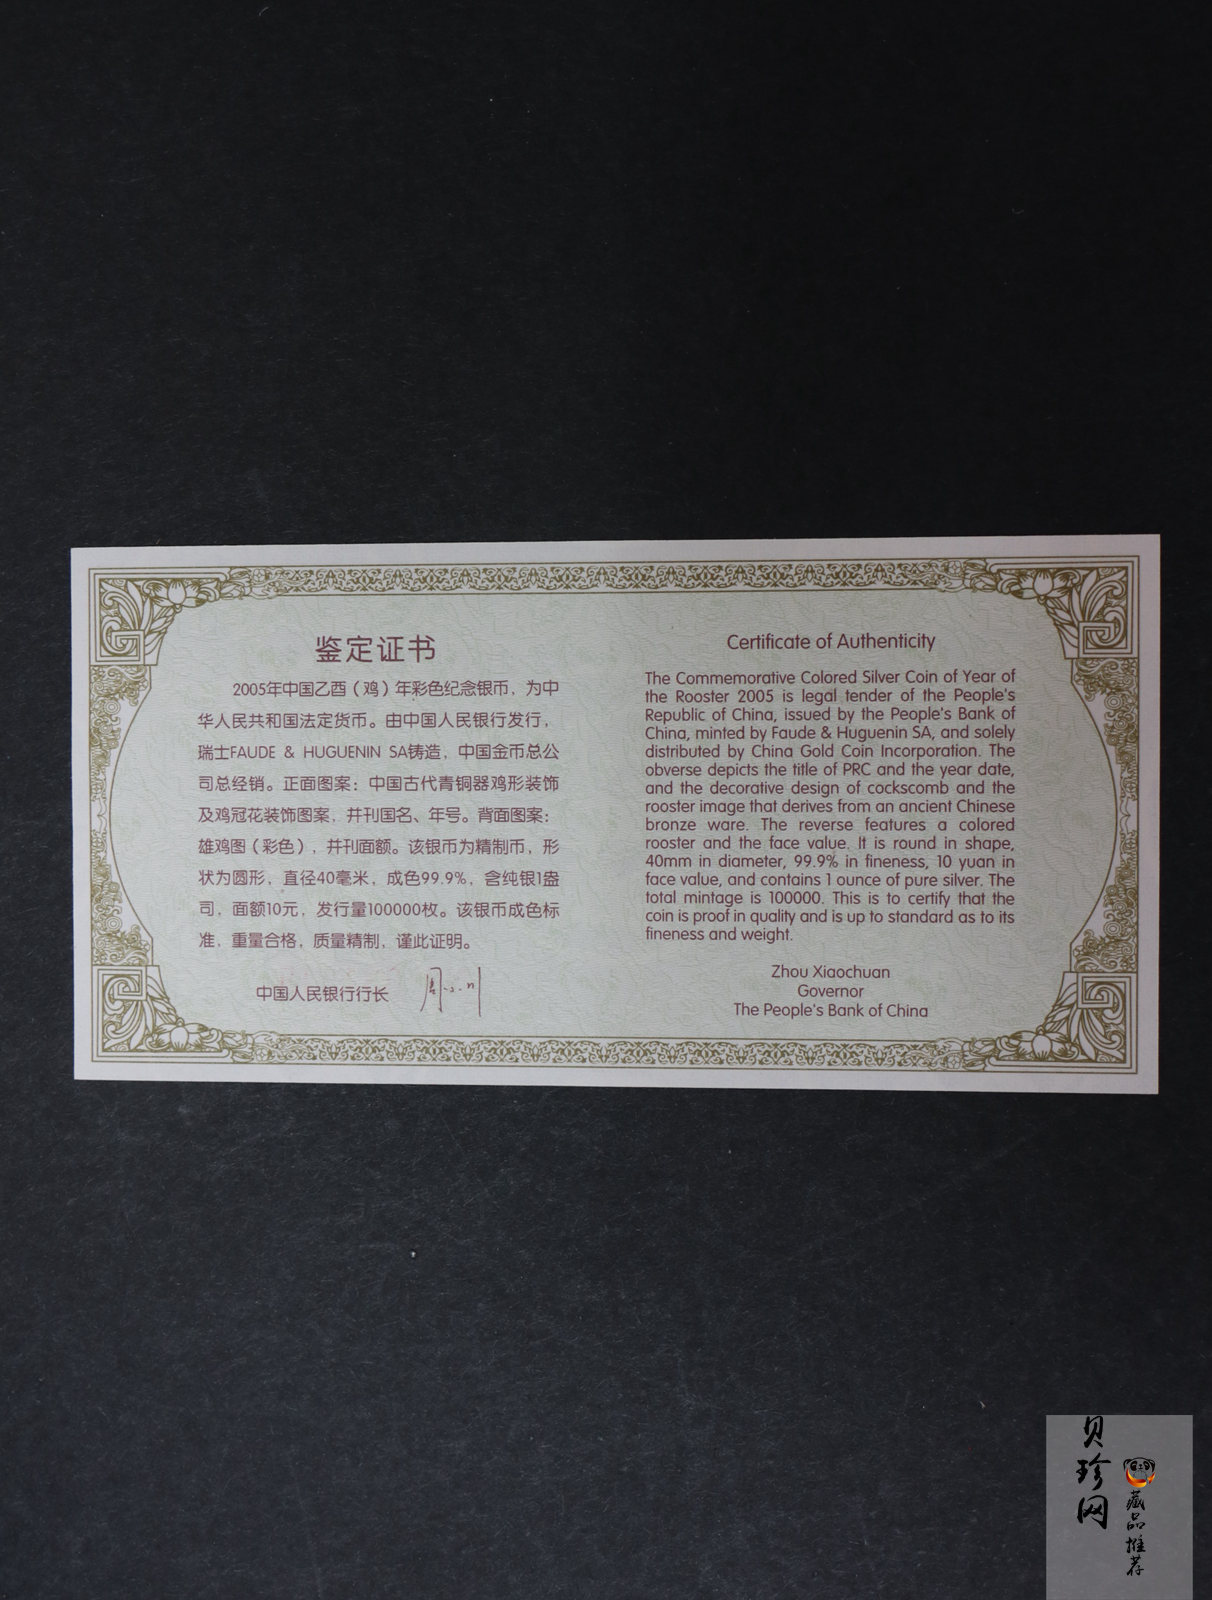 鉴定证书
2005年中国乙酉（鸡）年彩色纪念银币，为中
华人民共和国法定货币。由中国人民银行发行，
瑞士FAUDE & HUGUENIN SA铸造，中国金币总公
司总经销。正面图案：中国古代青铜器鸡形装饰
及鸡冠花装饰图案，并刊国名、年号。背面图案：
雄鸡图（彩色），并刊面额。该银币为精制币，形
状为圆形，直径40毫米，成色99.9%，含纯银1盎
司，面额10元，发行量100000枚。该银币成色标
准，重量合格，质量精制，谨此证明。
中国人民银行行长 周小川
Certificate of Authenticity
The Commemorative Colored Silver Coin of Year of
the Rooster 2005 is legal tender of the People's
Republic of China, issued by the People's Bank of
China, minted by Faude & Huguenin SA, and solely
distributed by China Gold Coin Incorporation. The
obverse depicts the title of PRC and the year date,
and the decorative design of cockscomb and the
rooster image that derives from an ancient Chinese
bronze ware. The reverse features a colored
rooster and the face value. It is round in shape,
40mm in diameter, 99.9% in fineness, 10 yuan in
face value, and contains 1 ounce of pure silver. The
total mintage is 100000. This is to certify that the
coin is proof in quality and is up to standard as to its
fineness and weight.
Zhou Xiaochuan
Governor
The People's Bank of China
贝珍网
藏品推荐